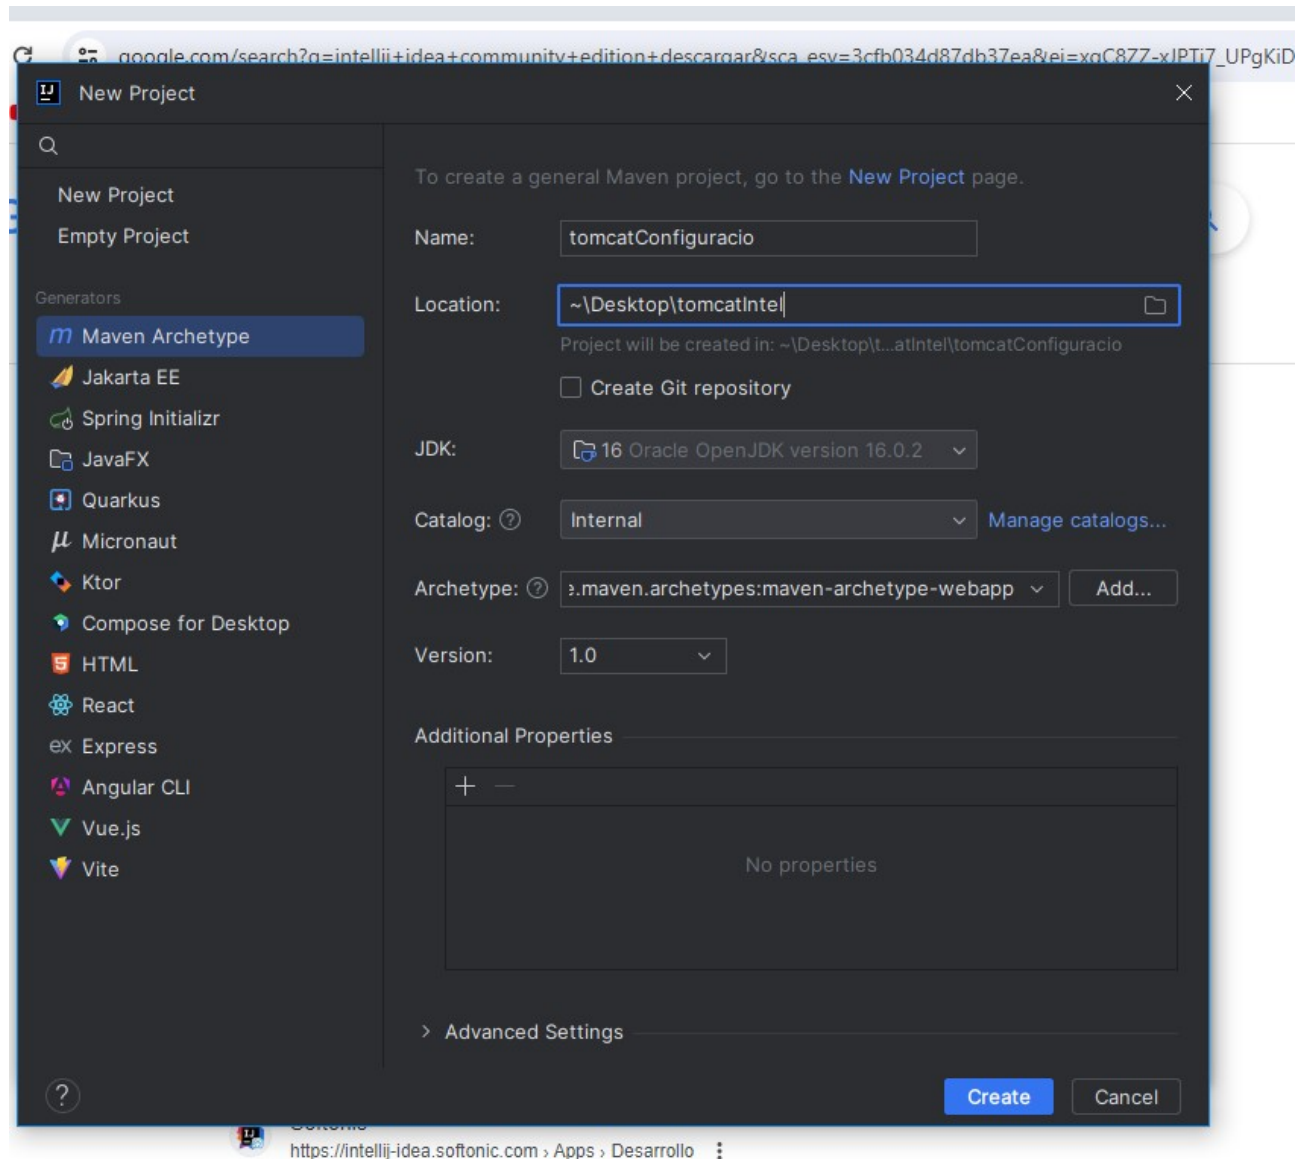 google.com/search?q=intellij+idea+community+edition+descargar&sca_esv=3cfb034d87db37ea&ei=xgC8ZZ-xJPTi7_UPgKiD
New Project
New Project
Empty Project
Generators
Maven Archetype
Jakarta EE
Spring Initializr
JavaFX
Quarkus
Micronaut
Ktor
Compose for Desktop
HTML
React
Express
Angular CLI
Vue.js
Vite
To create a general Maven project, go to the New Project page.
Name: tomcatConfiguracio
Location: ~\Desktop\tomcatIntel
Project will be created in: ~\Desktop\t...atIntel\tomcatConfiguracio
Create Git repository
JDK: 16 Oracle OpenJDK version 16.0.2
Catalog: Internal Manage catalogs...
Archetype: e.maven.archetypes:maven-archetype-webapp Add...
Version: 1.0
Additional Properties
No properties
Advanced Settings
Create Cancel
Softonic
https://intellij-idea.softonic.com › Apps › Desarrollo